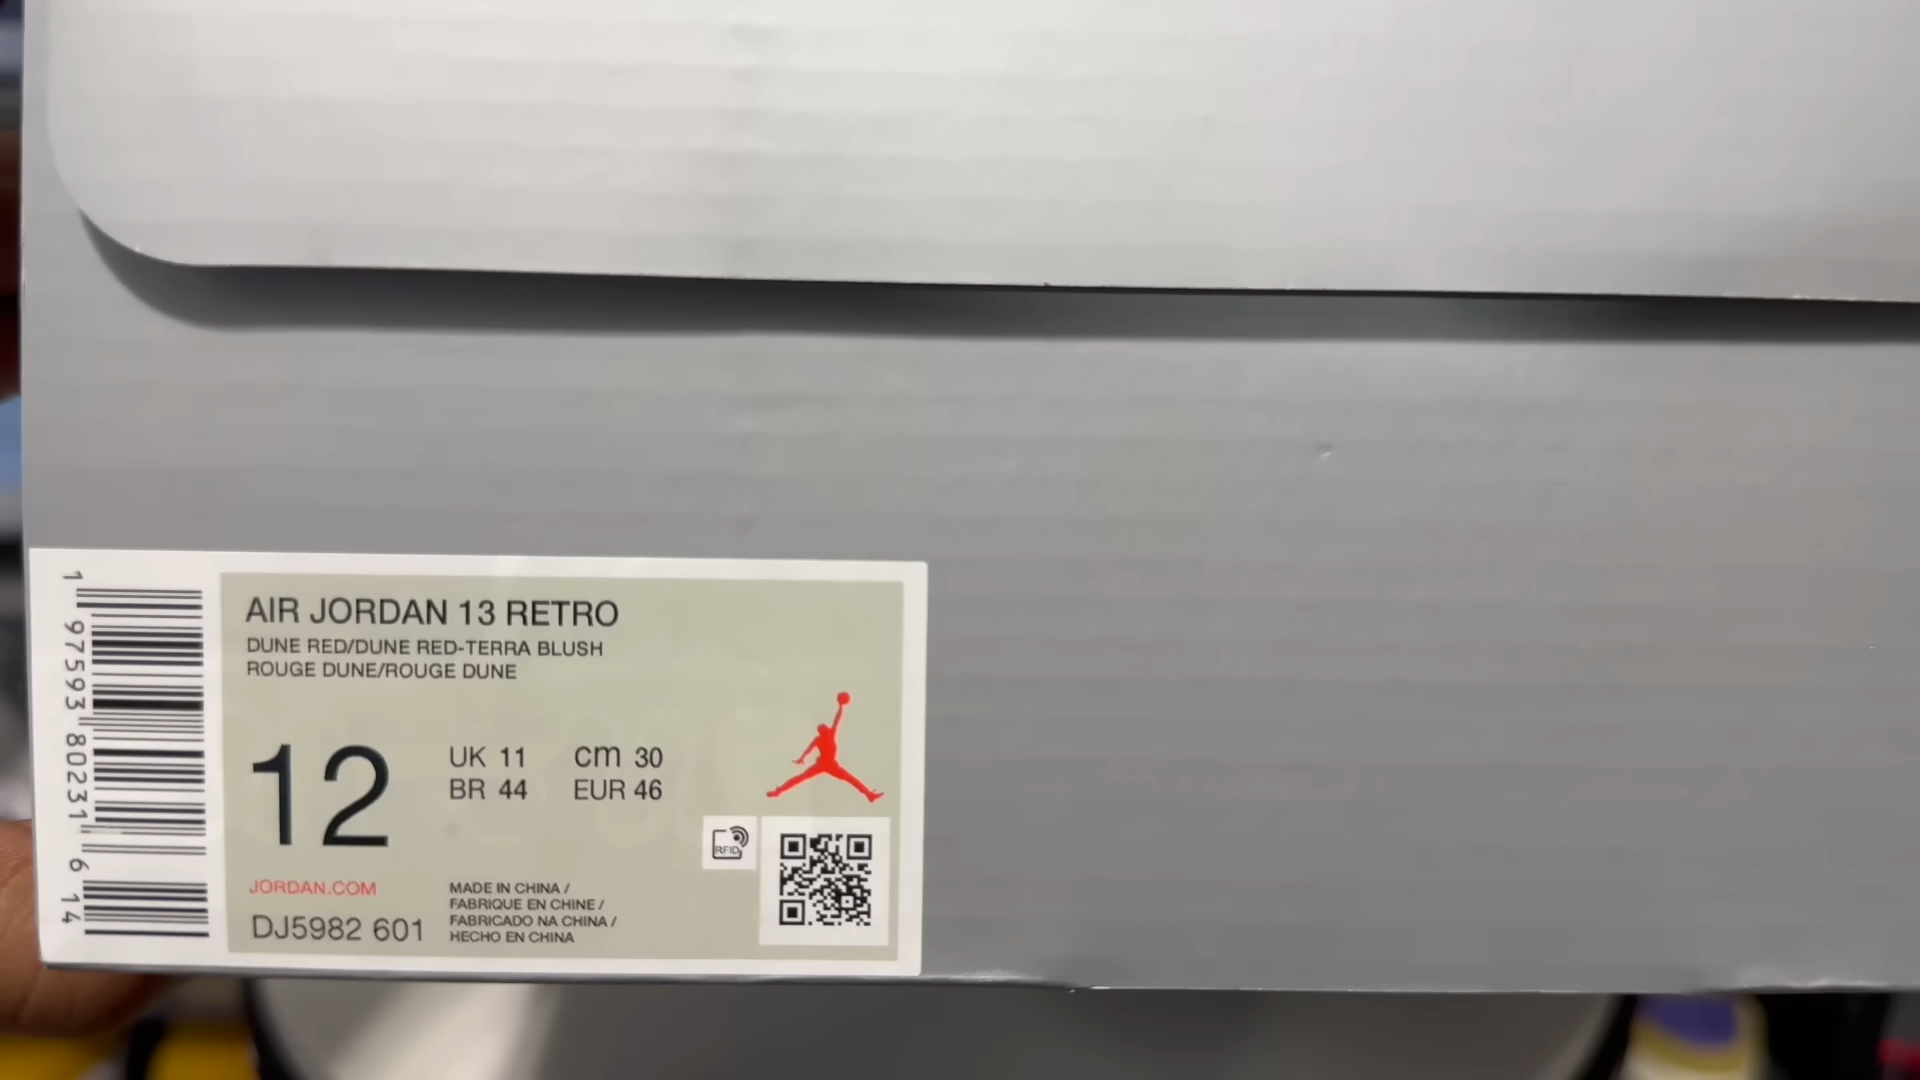 1 97593 80231 6 14
AIR JORDAN 13 RETRO
DUNE RED/DUNE RED-TERRA BLUSH
ROUGE DUNE/ROUGE DUNE
12
UK 11 cm 30
BR 44 EUR 46
RFID
JORDAN.COM
DJ5982 601
MADE IN CHINA /
FABRIQUE EN CHINE /
FABRICADO NA CHINA /
HECHO EN CHINA